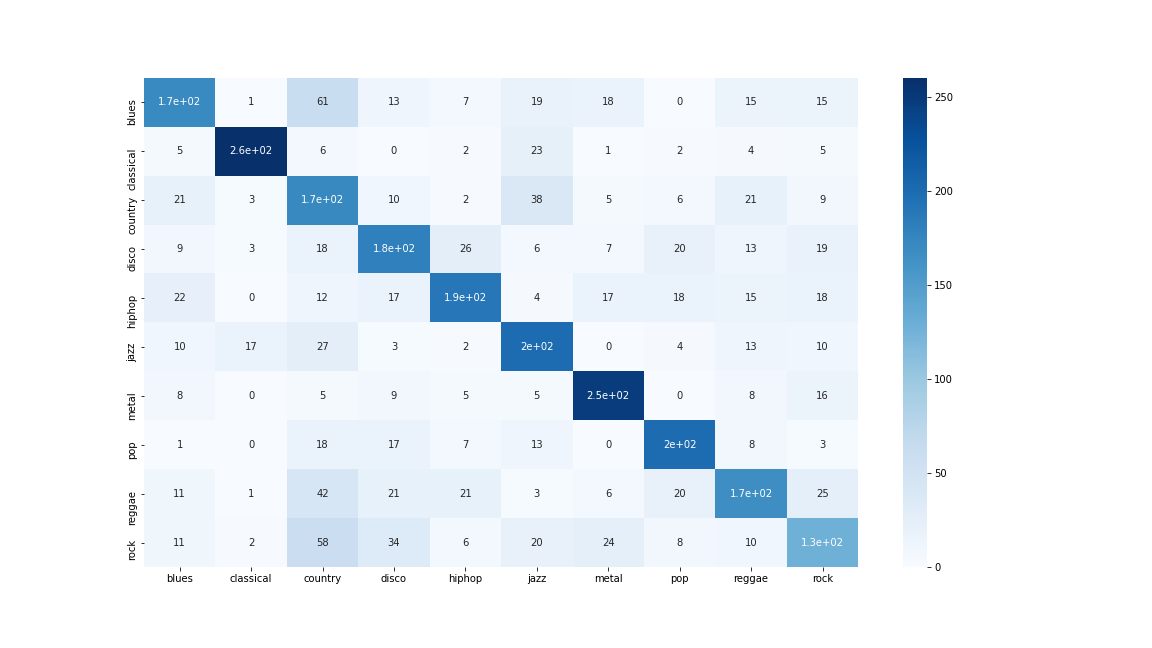 blues 1.7e+02 1 61 13 7 19 18 0 15 15
classical 5 2.6e+02 6 0 2 23 1 2 4 5
country 21 3 1.7e+02 10 2 38 5 6 21 9
disco 9 3 18 1.8e+02 26 6 7 20 13 19
hiphop 22 0 12 17 1.9e+02 4 17 18 15 18
jazz 10 17 27 3 2 2e+02 0 4 13 10
metal 8 0 5 9 5 5 2.5e+02 0 8 16
pop 1 0 18 17 7 13 0 2e+02 8 3
reggae 11 1 42 21 21 3 6 20 1.7e+02 25
rock 11 2 58 34 6 20 24 8 10 1.3e+02
blues classical country disco hiphop jazz metal pop reggae rock
250
200
150
100
50
0